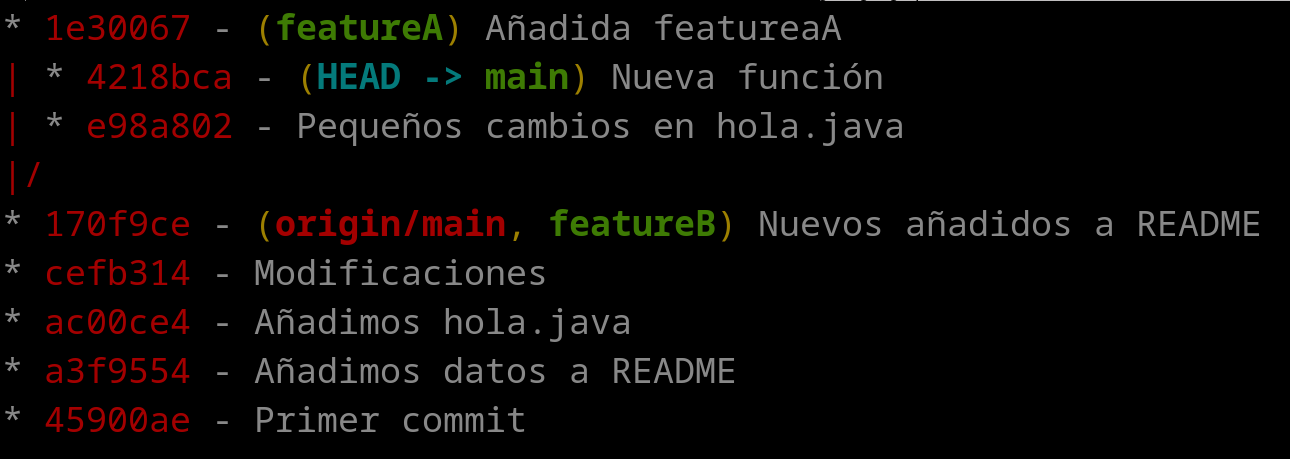 * 1e30067 - (featureA) Añadida featureaA
| * 4218bca - (HEAD -> main) Nueva función
| * e98a802 - Pequeños cambios en hola.java
|/
* 170f9ce - (origin/main, featureB) Nuevos añadidos a README
* cefb314 - Modificaciones
* ac00ce4 - Añadimos hola.java
* a3f9554 - Añadimos datos a README
* 45900ae - Primer commit